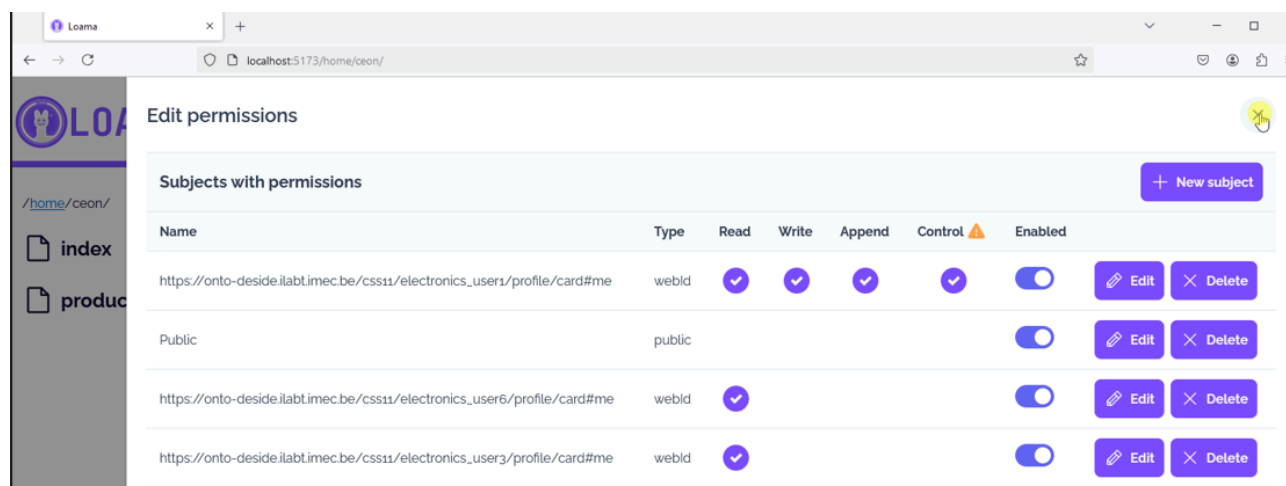 Loama
localhost:5173/home/ceon/
LOA
Edit permissions
Subjects with permissions
New subject
/home/ceon/
Name Type Read Write Append Control Enabled
index
https://onto-deside.ilabt.imec.be/css11/electronics_user1/profile/card#me webId Edit Delete
produc
Public public Edit Delete
https://onto-deside.ilabt.imec.be/css11/electronics_user6/profile/card#me webId Edit Delete
https://onto-deside.ilabt.imec.be/css11/electronics_user3/profile/card#me webId Edit Delete